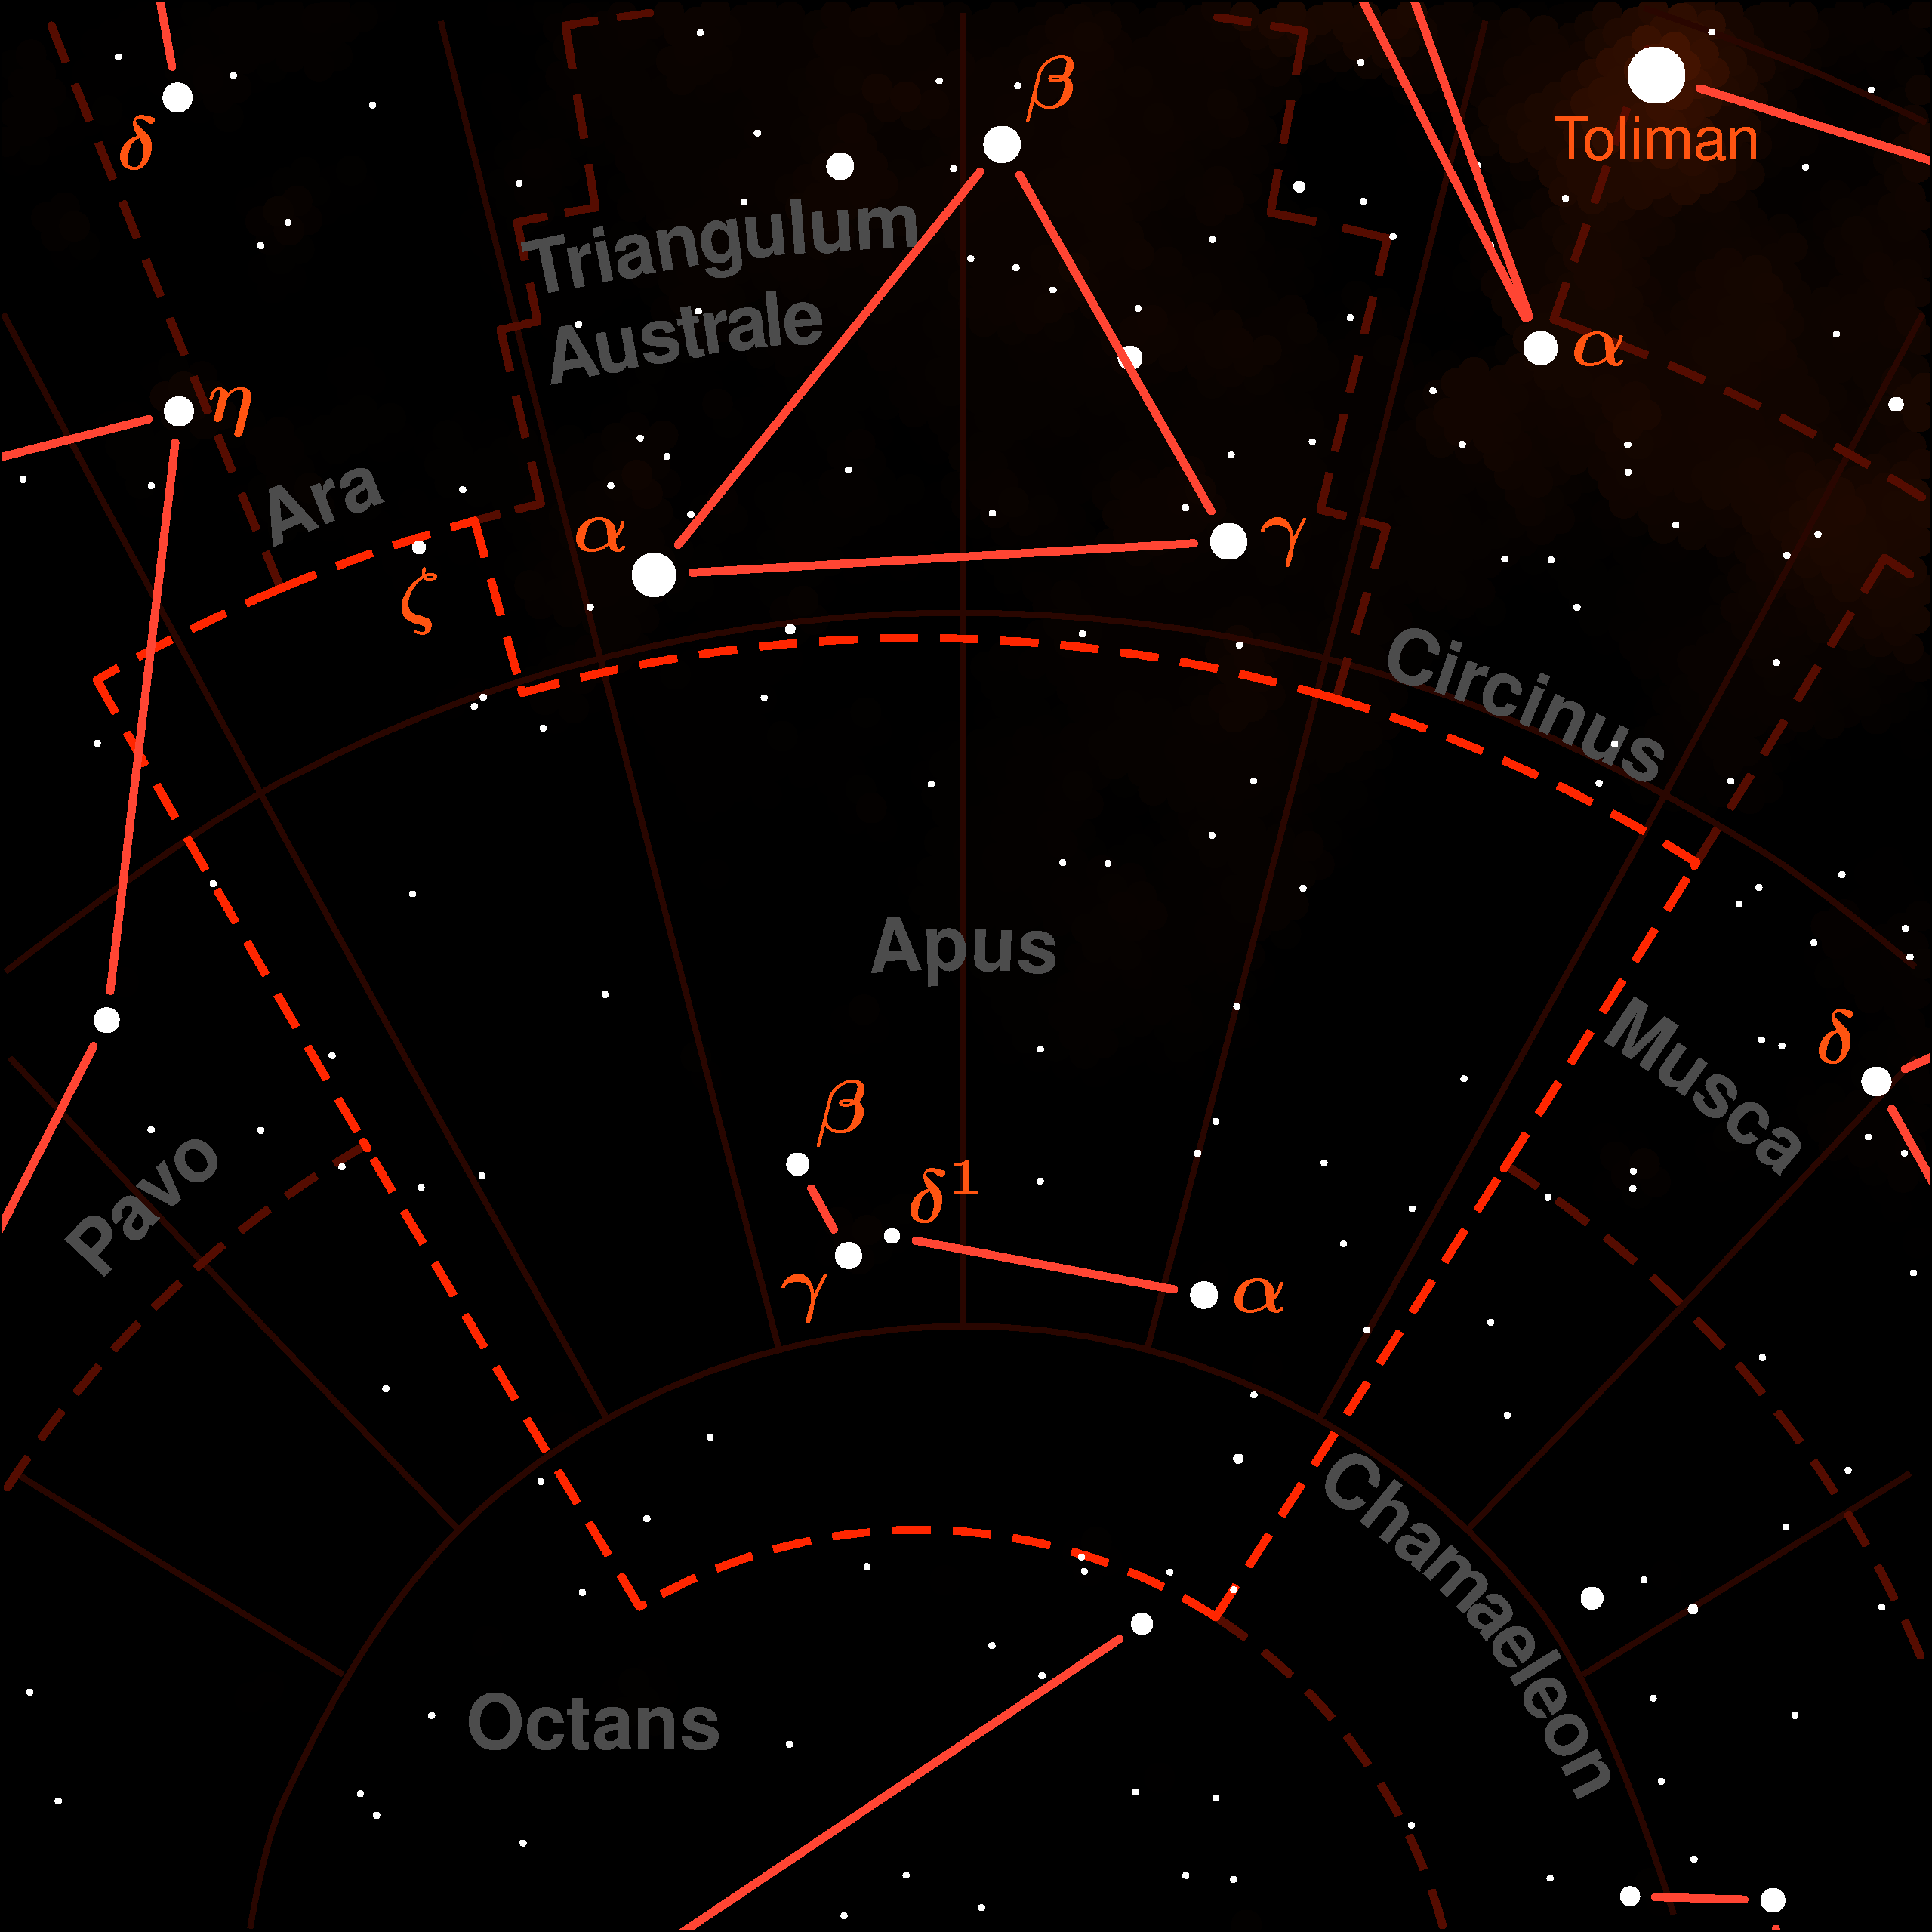 β
Toliman
δ
Triangulum
Australe
α
η
Ara
α
γ
ζ
Circinus
Apus
Musca
δ
β
Pavo
δ¹
γ
α
Chamaeleon
Octans